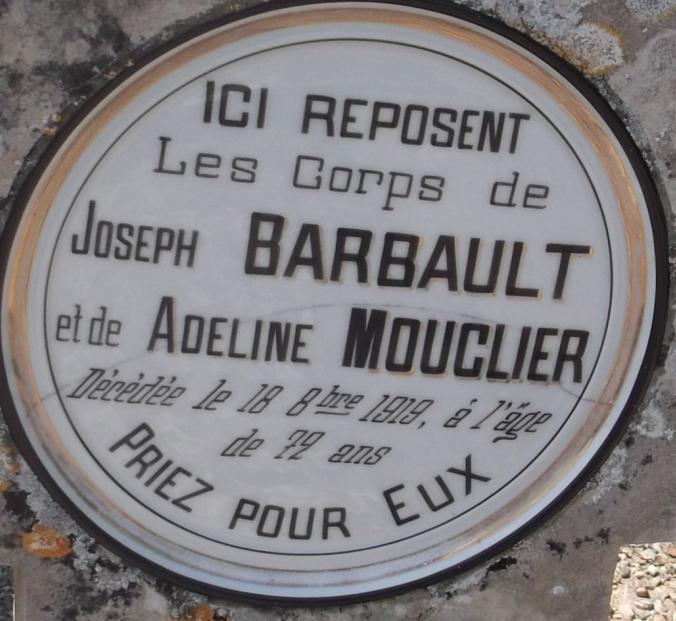 ICI REPOSENT
Les Corps de
JOSEPH BARBAULT
et de ADELINE MOUCLIER
Décédée le 18 8bre 1919, á l'âge
de 72 ans
PRIEZ POUR EUX